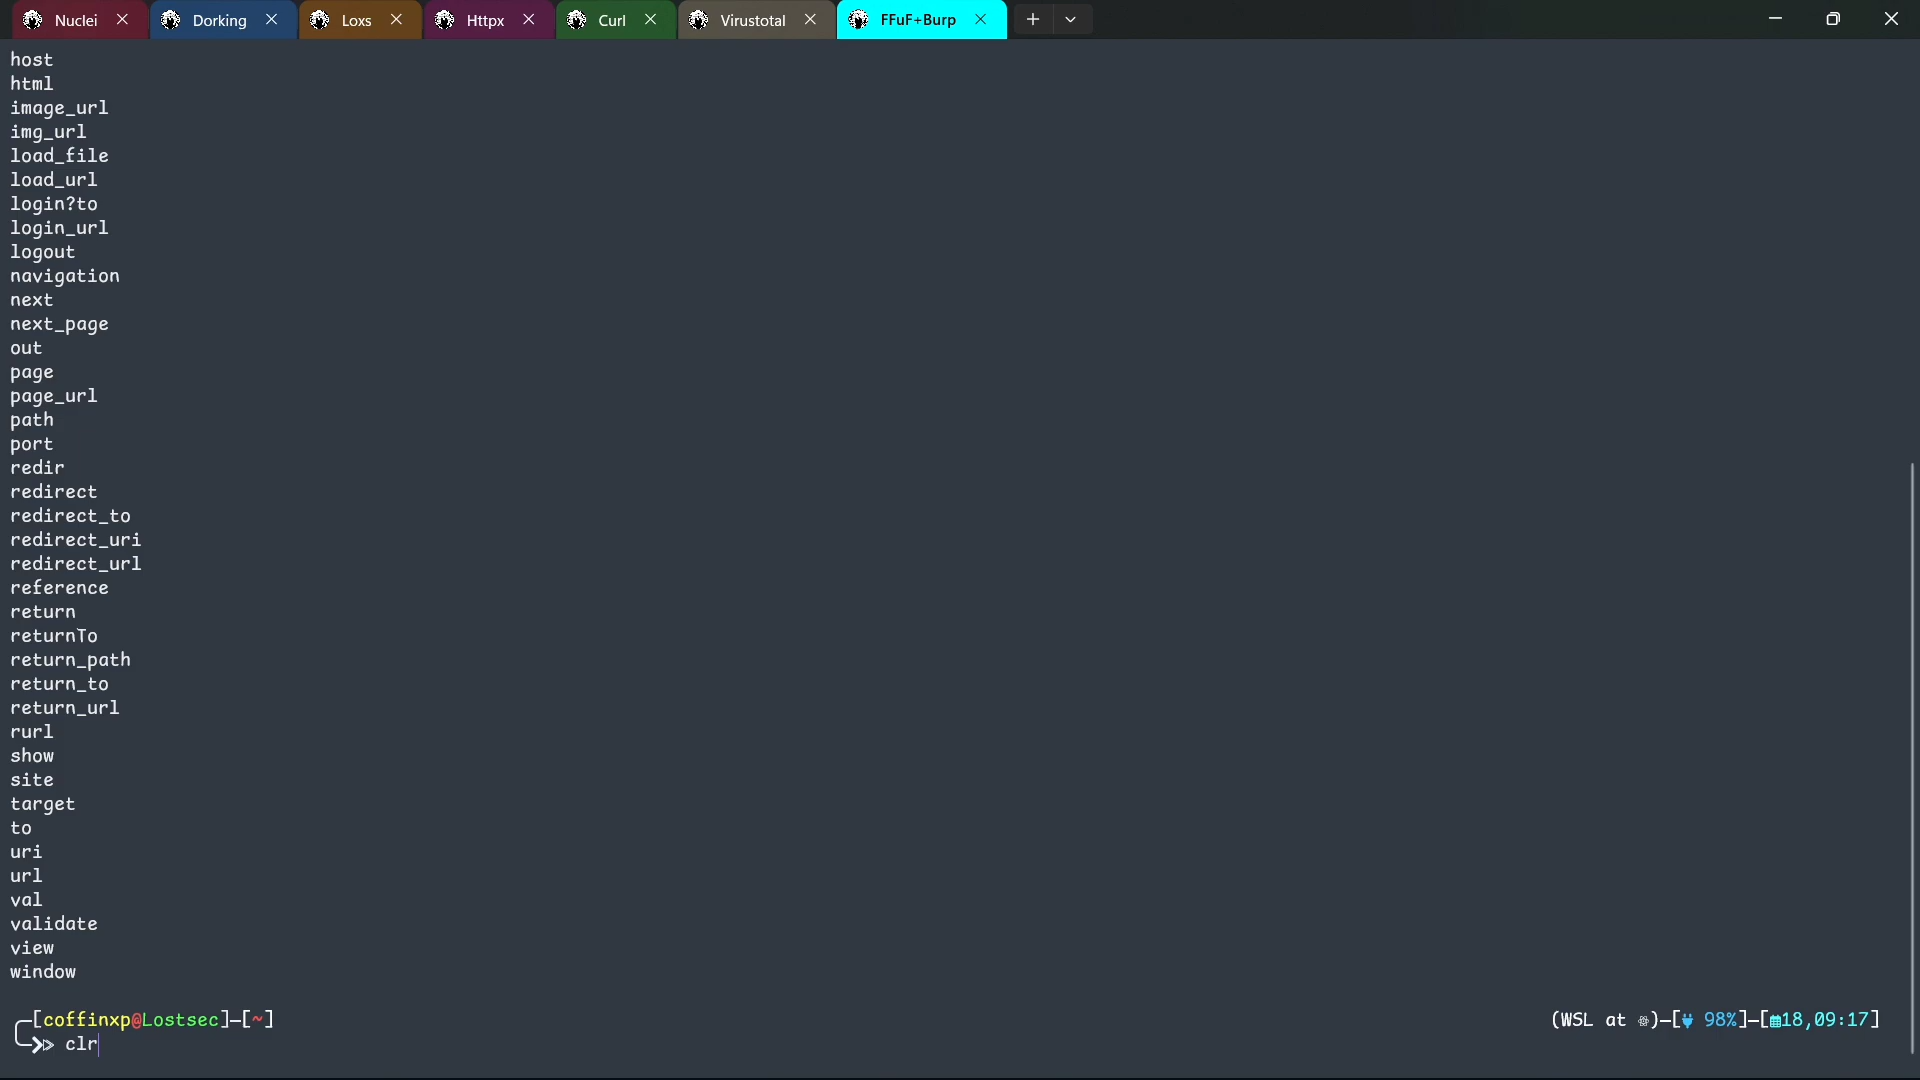 Nuclei Dorking Loxs Httpx Curl Virustotal FFuF+Burp
host
html
image_url
img_url
load_file
load_url
login?to
login_url
logout
navigation
next
next_page
out
page
page_url
path
port
redir
redirect
redirect_to
redirect_uri
redirect_url
reference
return
returnTo
return_path
return_to
return_url
rurl
show
site
target
to
uri
url
val
validate
view
window
[coffinxp@Lostsec]-[~] (WSL at )-[98%]-[18,09:17]
clr